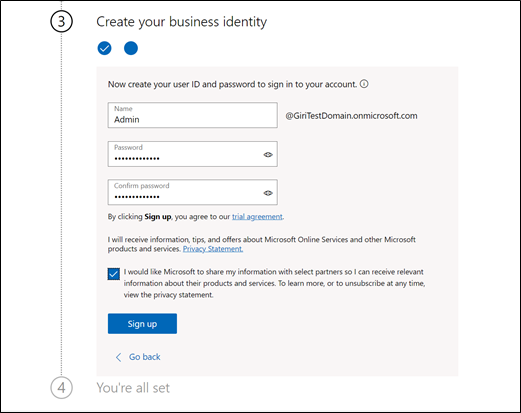 3 Create your business identity
Now create your user ID and password to sign in to your account.
Name
Admin
@GiriTestDomain.onmicrosoft.com
Password
•••••••••••••
Confirm password
•••••••••••••
By clicking Sign up, you agree to our trial agreement.
I will receive information, tips, and offers about Microsoft Online Services and other Microsoft
products and services. Privacy Statement.
I would like Microsoft to share my information with select partners so I can receive relevant
information about their products and services. To learn more, or to unsubscribe at any time,
view the privacy statement.
Sign up
Go back
4 You're all set